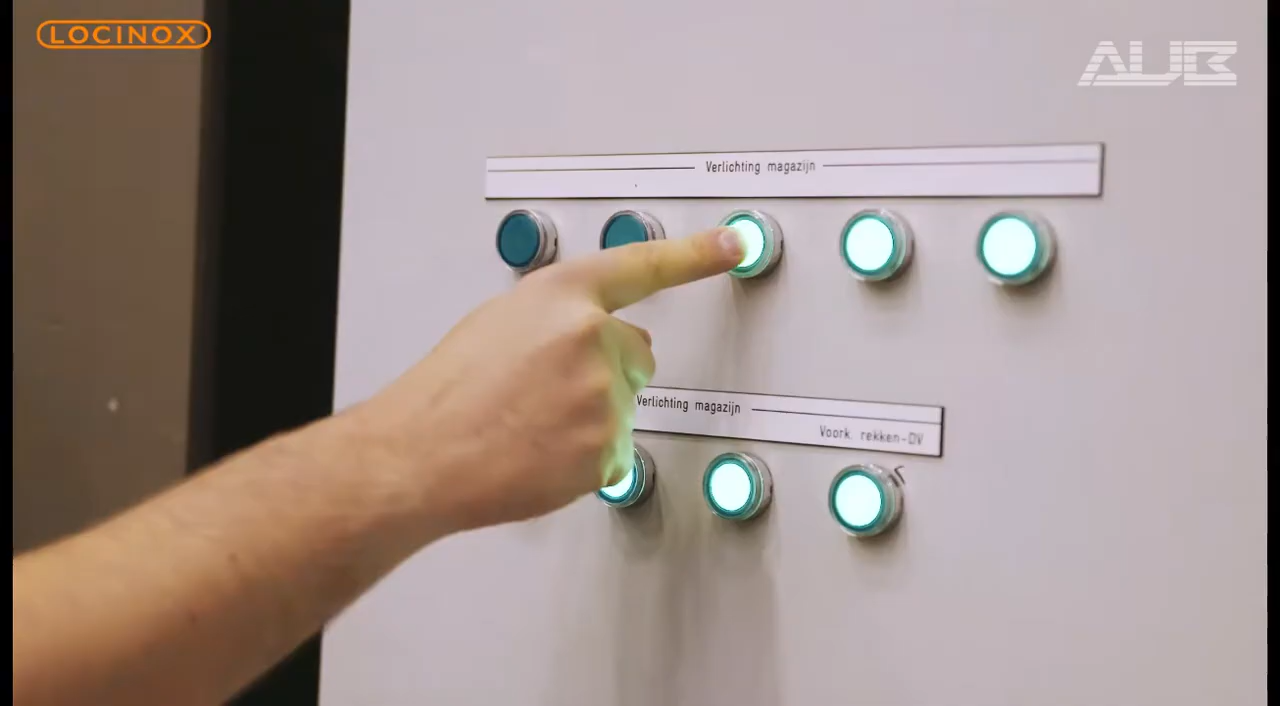 LOCINOX
AUB
Verlichting magazijn
Verlichting magazijn
Voork. rekken-DV